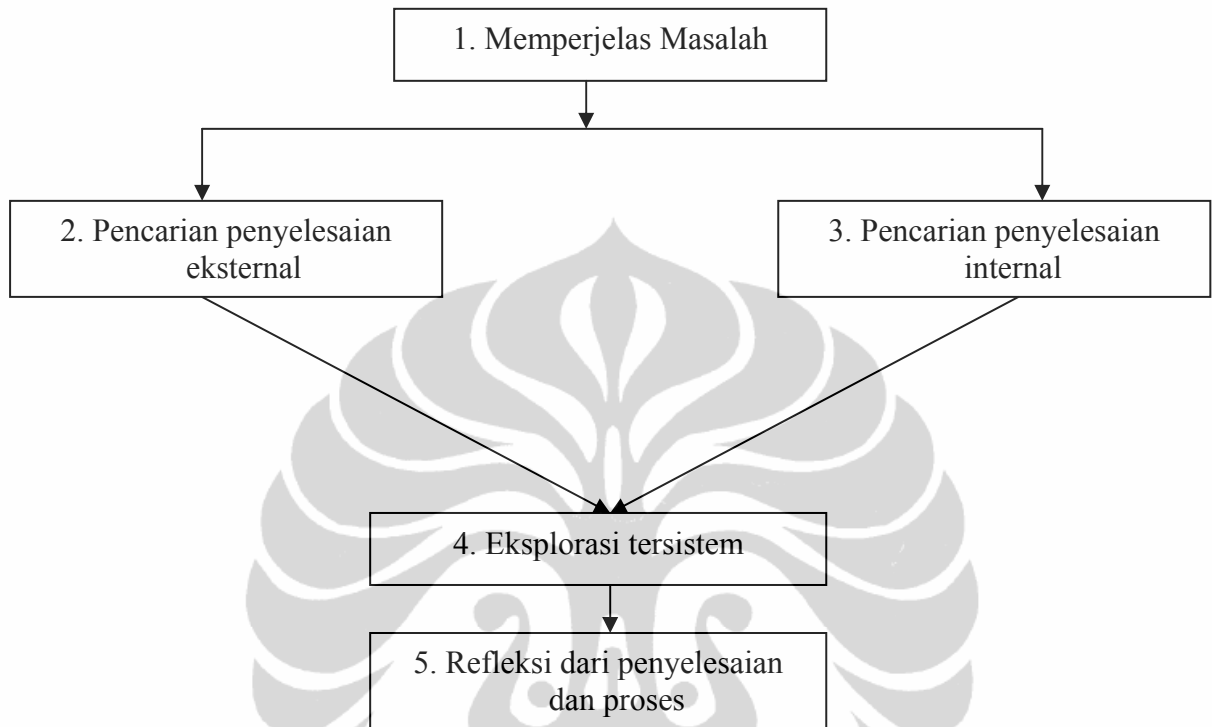 1. Memperjelas Masalah
2. Pencarian penyelesaian
eksternal
3. Pencarian penyelesaian
internal
4. Eksplorasi tersistem
5. Refleksi dari penyelesaian
dan proses